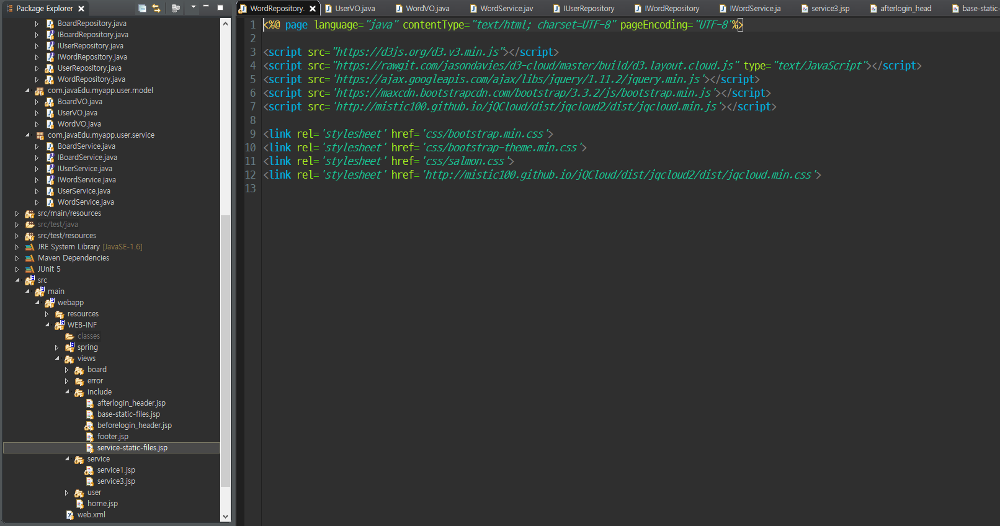 Package Explorer
BoardRepository.java
IBoardRepository.java
IUserRepository.java
IWordRepository.java
UserRepository.java
WordRepository.java
com.javaEdu.myapp.user.model
BoardVO.java
UserVO.java
WordVO.java
com.javaEdu.myapp.user.service
BoardService.java
IBoardService.java
IUserService.java
IWordService.java
UserService.java
WordService.java
src/main/resources
src/test/java
src/test/resources
JRE System Library [JavaSE-1.6]
Maven Dependencies
JUnit 5
src
main
webapp
resources
WEB-INF
classes
spring
views
board
error
include
afterlogin_header.jsp
base-static-files.jsp
beforelogin_header.jsp
footer.jsp
service-static-files.jsp
service
service1.jsp
service3.jsp
user
home.jsp
web.xml
WordRepository. UserVO.java WordVO.java WordService.jav IUserRepository IWordRepository IWordService.ja service3.jsp afterlogin_head base-static-
1 <%@ page language="java" contentType="text/html; charset=UTF-8" pageEncoding="UTF-8"%>
2
3 <script src="https://d3js.org/d3.v3.min.js"></script>
4 <script src="https://rawgit.com/jasondavies/d3-cloud/master/build/d3.layout.cloud.js" type="text/JavaScript"></script>
5 <script src='https://ajax.googleapis.com/ajax/libs/jquery/1.11.2/jquery.min.js'></script>
6 <script src='https://maxcdn.bootstrapcdn.com/bootstrap/3.3.2/js/bootstrap.min.js'></script>
7 <script src='http://mistic100.github.io/jQCloud/dist/jqcloud2/dist/jqcloud.min.js'></script>
8
9 <link rel='stylesheet' href='css/bootstrap.min.css'>
10 <link rel='stylesheet' href='css/bootstrap-theme.min.css'>
11 <link rel='stylesheet' href='css/salmon.css'>
12 <link rel='stylesheet' href='http://mistic100.github.io/jQCloud/dist/jqcloud2/dist/jqcloud.min.css'>
13